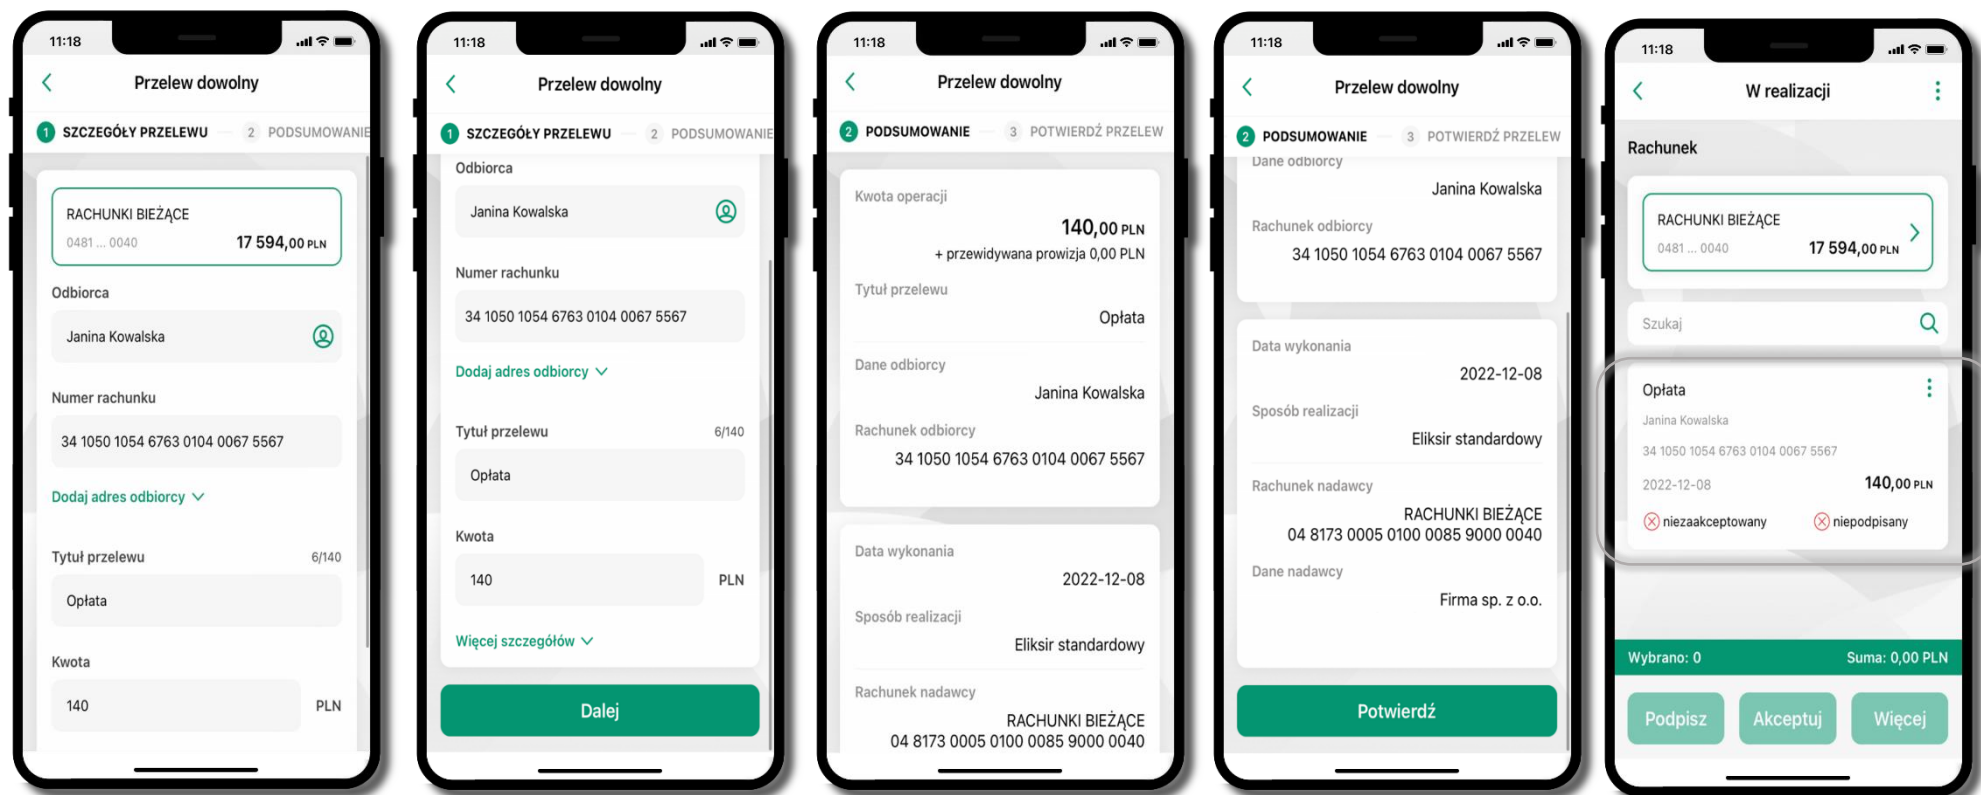 11:18
Przelew dowolny
1 SZCZEGÓŁY PRZELEWU 2 PODSUMOWANIE
RACHUNKI BIEŻĄCE
0481 ... 0040 17 594,00 PLN
Odbiorca
Janina Kowalska
Numer rachunku
34 1050 1054 6763 0104 0067 5567
Dodaj adres odbiorcy
Tytuł przelewu 6/140
Opłata
Kwota
140 PLN
11:18
Przelew dowolny
1 SZCZEGÓŁY PRZELEWU 2 PODSUMOWANIE
Odbiorca
Janina Kowalska
Numer rachunku
34 1050 1054 6763 0104 0067 5567
Dodaj adres odbiorcy
Tytuł przelewu 6/140
Opłata
Kwota
140 PLN
Więcej szczegółów
Dalej
11:18
Przelew dowolny
2 PODSUMOWANIE 3 POTWIERDŹ PRZELEW
Kwota operacji
140,00 PLN
+ przewidywana prowizja 0,00 PLN
Tytuł przelewu
Opłata
Dane odbiorcy
Janina Kowalska
Rachunek odbiorcy
34 1050 1054 6763 0104 0067 5567
Data wykonania
2022-12-08
Sposób realizacji
Eliksir standardowy
Rachunek nadawcy
RACHUNKI BIEŻĄCE
04 8173 0005 0100 0085 9000 0040
11:18
Przelew dowolny
2 PODSUMOWANIE 3 POTWIERDŹ PRZELEW
Dane odbiorcy
Janina Kowalska
Rachunek odbiorcy
34 1050 1054 6763 0104 0067 5567
Data wykonania
2022-12-08
Sposób realizacji
Eliksir standardowy
Rachunek nadawcy
RACHUNKI BIEŻĄCE
04 8173 0005 0100 0085 9000 0040
Dane nadawcy
Firma sp. z o.o.
Potwierdź
11:18
W realizacji
Rachunek
RACHUNKI BIEŻĄCE
0481 ... 0040 17 594,00 PLN
Szukaj
Opłata
Janina Kowalska
34 1050 1054 6763 0104 0067 5567
2022-12-08 140,00 PLN
niezaakceptowany niepodpisany
Wybrano: 0 Suma: 0,00 PLN
Podpisz Akceptuj Więcej